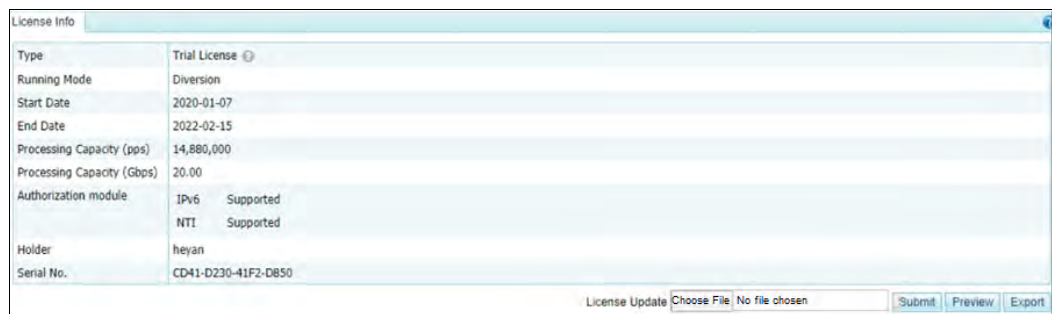 License Info
Type Trial License
Running Mode Diversion
Start Date 2020-01-07
End Date 2022-02-15
Processing Capacity (pps) 14,880,000
Processing Capacity (Gbps) 20.00
Authorization module IPv6 Supported
NTI Supported
Holder heyan
Serial No. CD41-D230-41F2-D850
License Update Choose File No file chosen Submit Preview Export